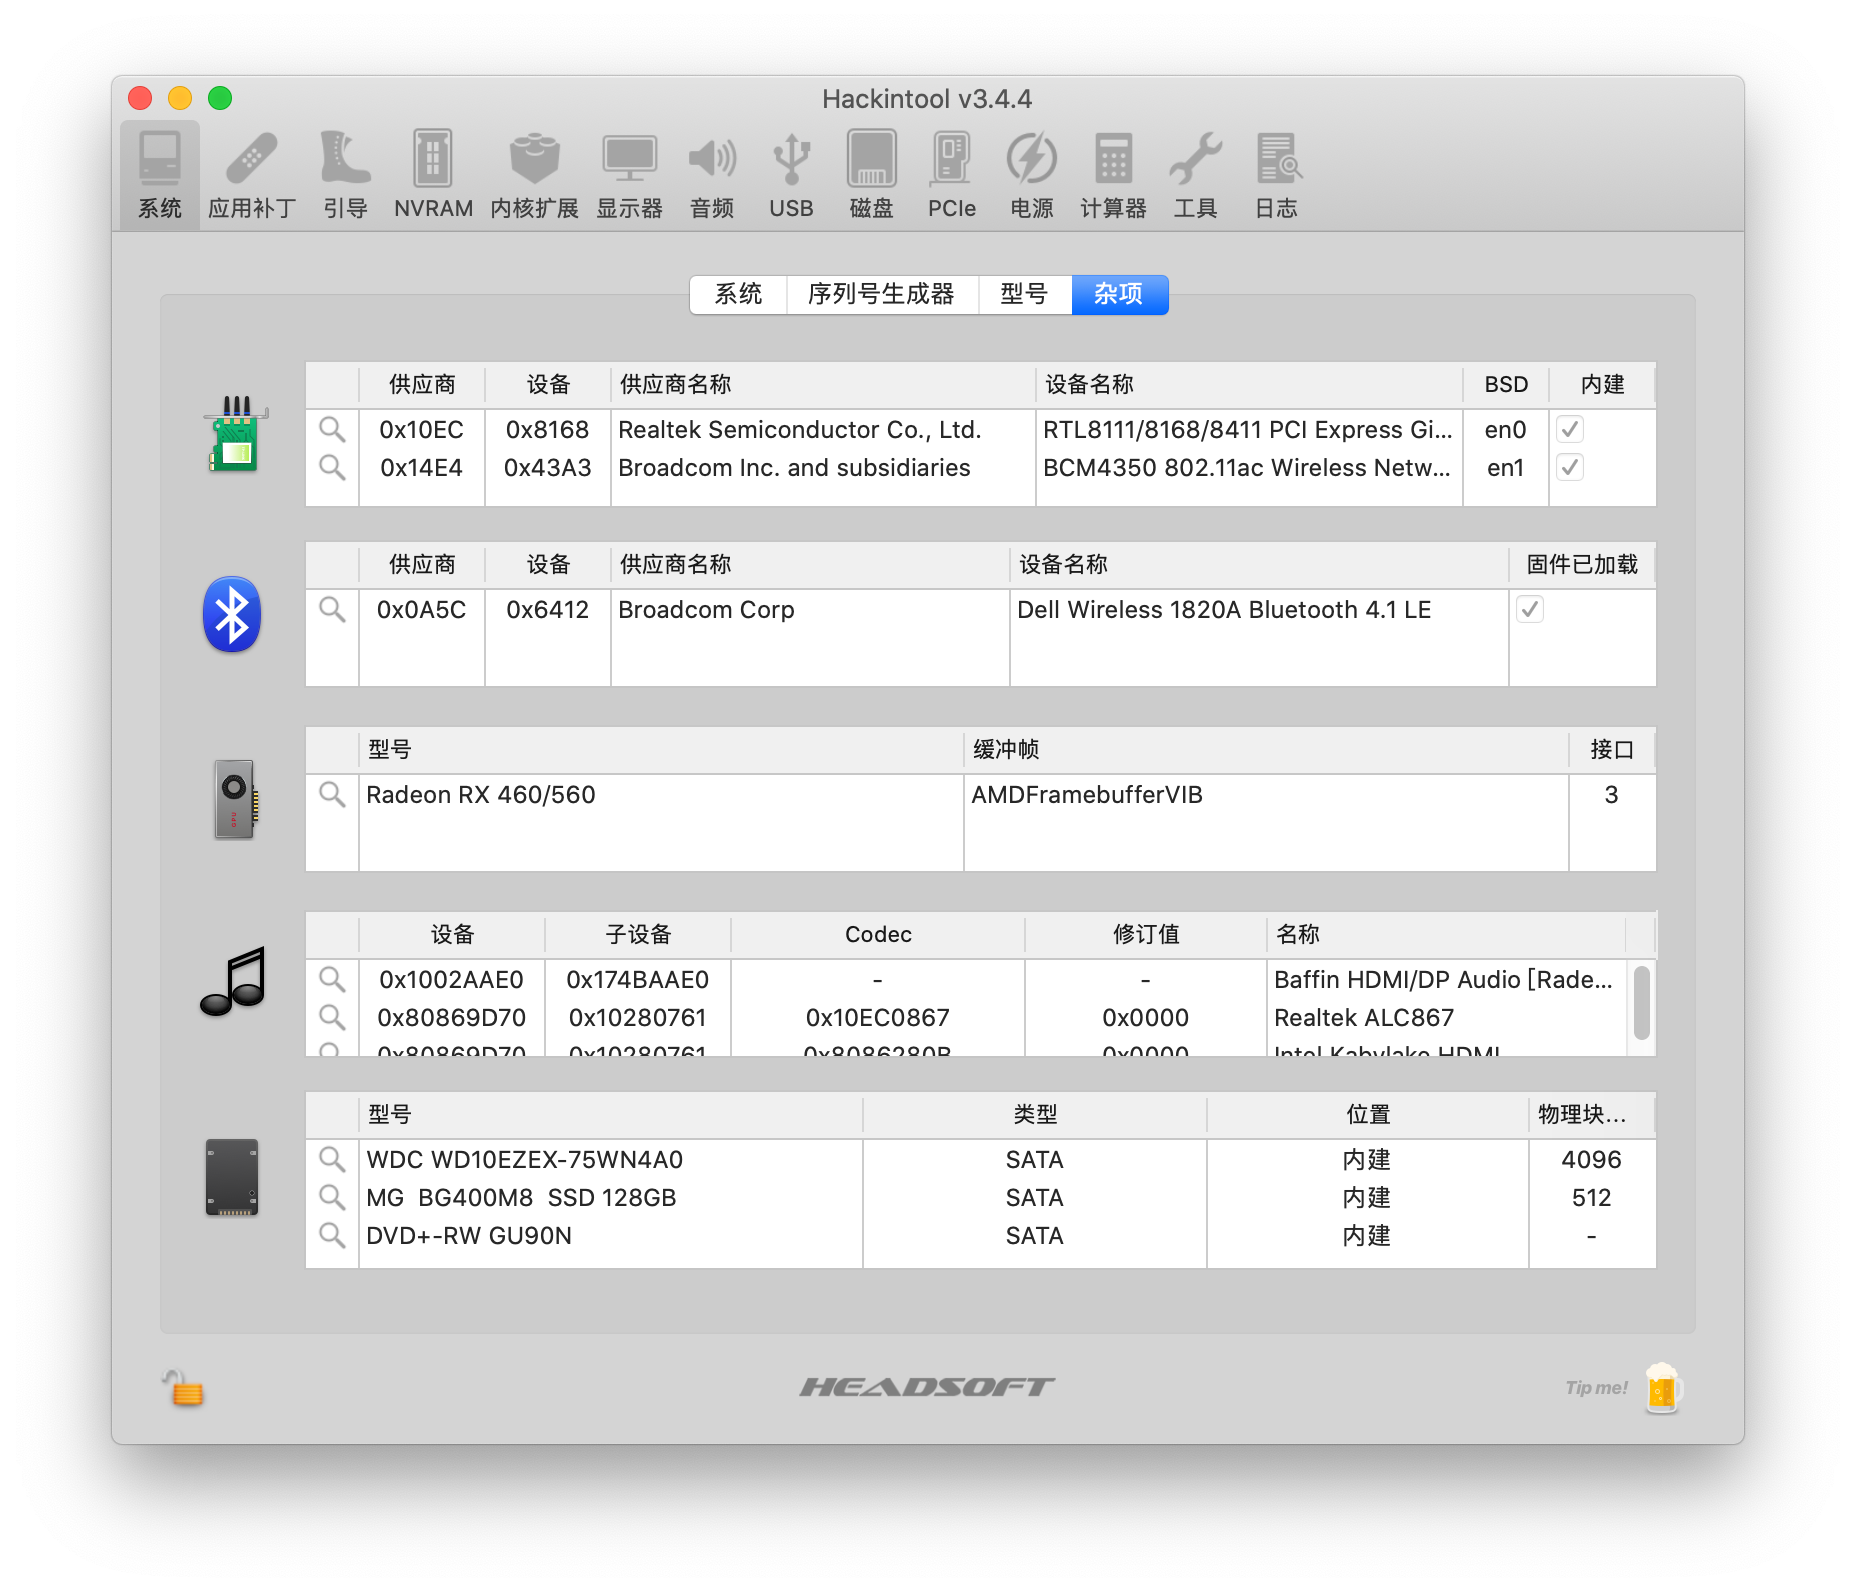 Hackintool v3.4.4
系统 应用补丁 引导 NVRAM 内核扩展 显示器 音频 USB 磁盘 PCIe 电源 计算器 工具 日志
系统 序列号生成器 型号 杂项
供应商 设备 供应商名称 设备名称 BSD 内建
0x10EC 0x8168 Realtek Semiconductor Co., Ltd. RTL8111/8168/8411 PCI Express Gi... en0
0x14E4 0x43A3 Broadcom Inc. and subsidiaries BCM4350 802.11ac Wireless Netw... en1
供应商 设备 供应商名称 设备名称 固件已加载
0x0A5C 0x6412 Broadcom Corp Dell Wireless 1820A Bluetooth 4.1 LE
型号 缓冲帧 接口
Radeon RX 460/560 AMDFramebufferVIB 3
设备 子设备 Codec 修订值 名称
0x1002AAE0 0x174BAAE0 - - Baffin HDMI/DP Audio [Rade...
0x80869D70 0x10280761 0x10EC0867 0x0000 Realtek ALC867
0x80869D70 0x10280761 0x8086280B 0x0000 Intel Kabylake HDMI
型号 类型 位置 物理块...
WDC WD10EZEX-75WN4A0 SATA 内建 4096
MG BG400M8 SSD 128GB SATA 内建 512
DVD+-RW GU90N SATA 内建 -
HEADSOFT
Tip me!